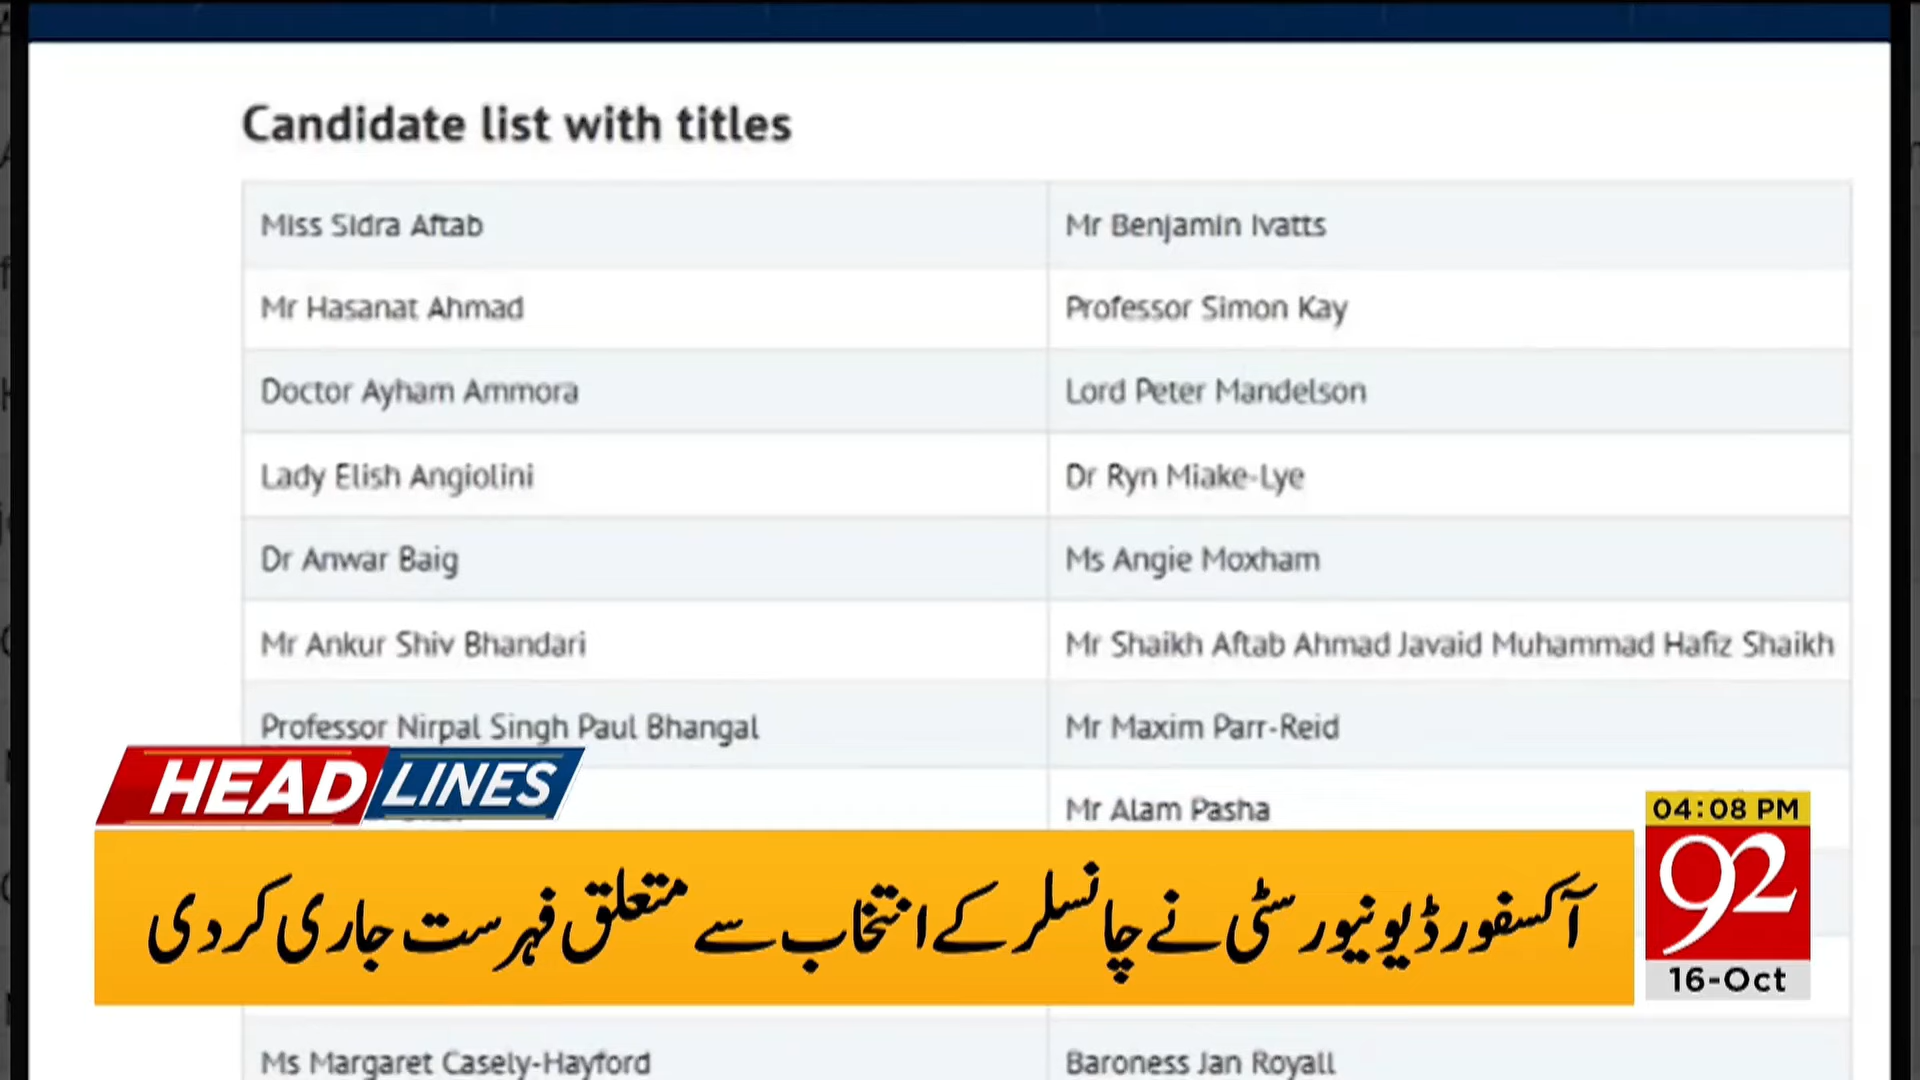 Candidate list with titles
Miss Sidra Aftab
Mr Benjamin Ivatts
Mr Hasanat Ahmad
Professor Simon Kay
Doctor Ayham Ammora
Lord Peter Mandelson
Lady Elish Angiolini
Dr Ryn Miake-Lye
Dr Anwar Baig
Ms Angie Moxham
Mr Ankur Shiv Bhandari
Mr Shaikh Aftab Ahmad Javaid Muhammad Hafiz Shaikh
Professor Nirpal Singh Paul Bhangal
Mr Maxim Parr-Reid
HEADLINES
Mr Alam Pasha
04:08 PM
92
آکسفورڈ یونیورسٹی نے چانسلر کے انتخاب سے متعلق فہرست جاری کر دی
16-Oct
Ms Margaret Casely-Hayford
Baroness Jan Royall